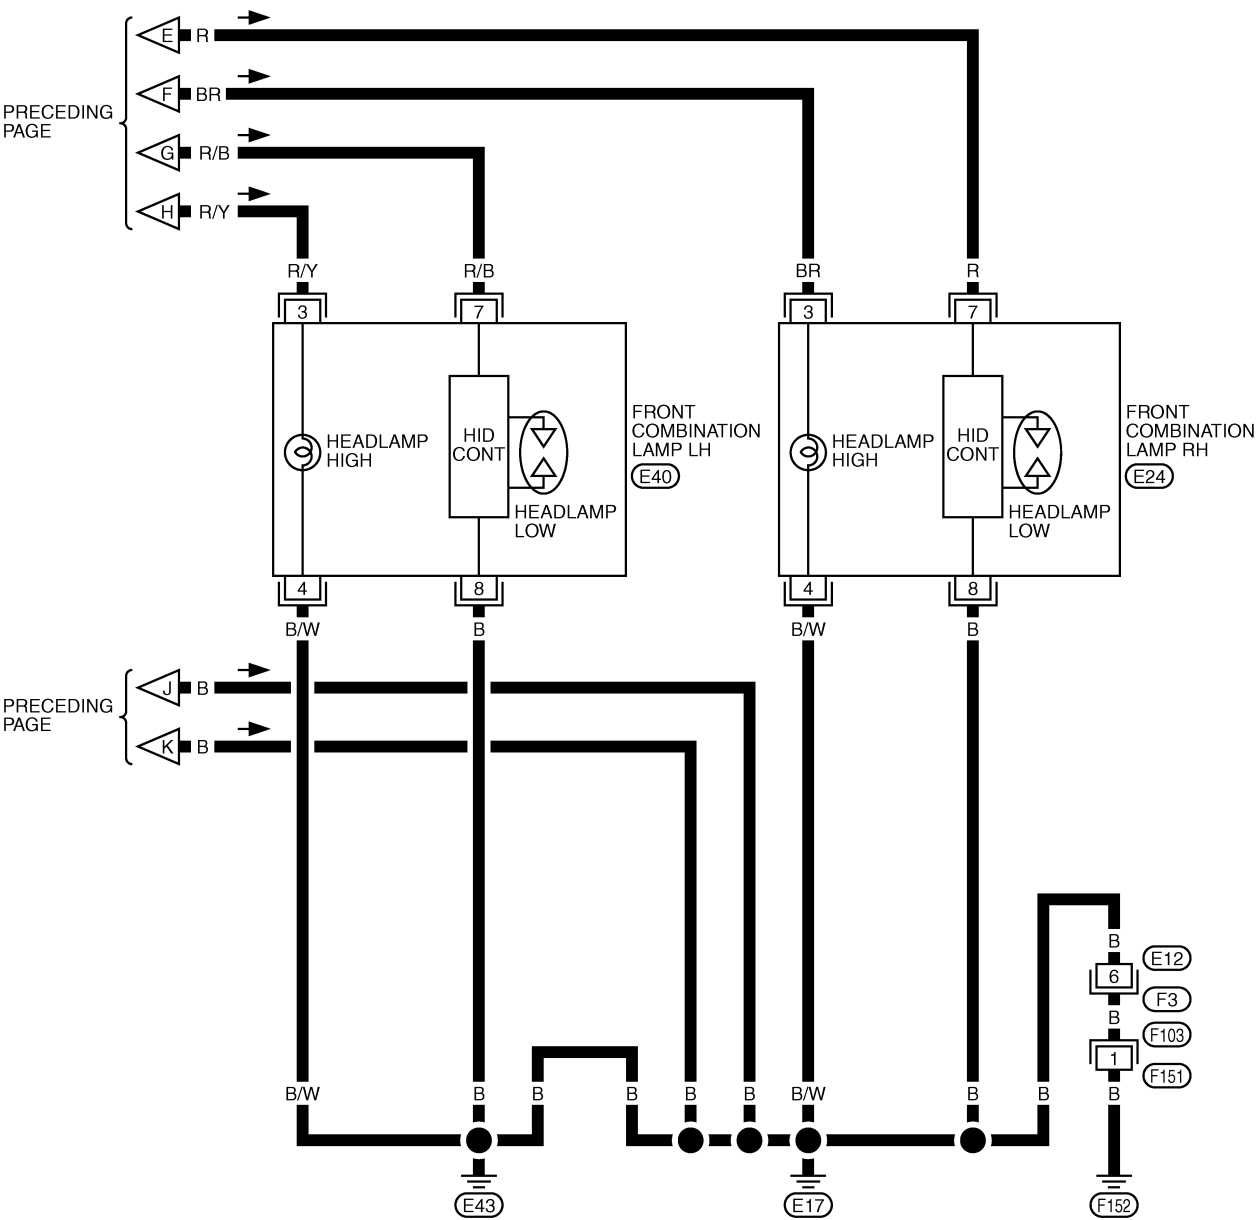 E R
F BR
PRECEDING
PAGE
G R/B
H R/Y
R/Y R/B BR R
3 7 3 7
HEADLAMP
HIGH
HID
CONT
HEADLAMP
LOW
FRONT
COMBINATION
LAMP LH
E40
HEADLAMP
HIGH
HID
CONT
HEADLAMP
LOW
FRONT
COMBINATION
LAMP RH
E24
4 8 4 8
B/W B B/W B
J B
PRECEDING
PAGE
K B
B
E12
6
F3
B
F103
1
F151
B/W B B B B B B/W B B B
E43 E17 F152